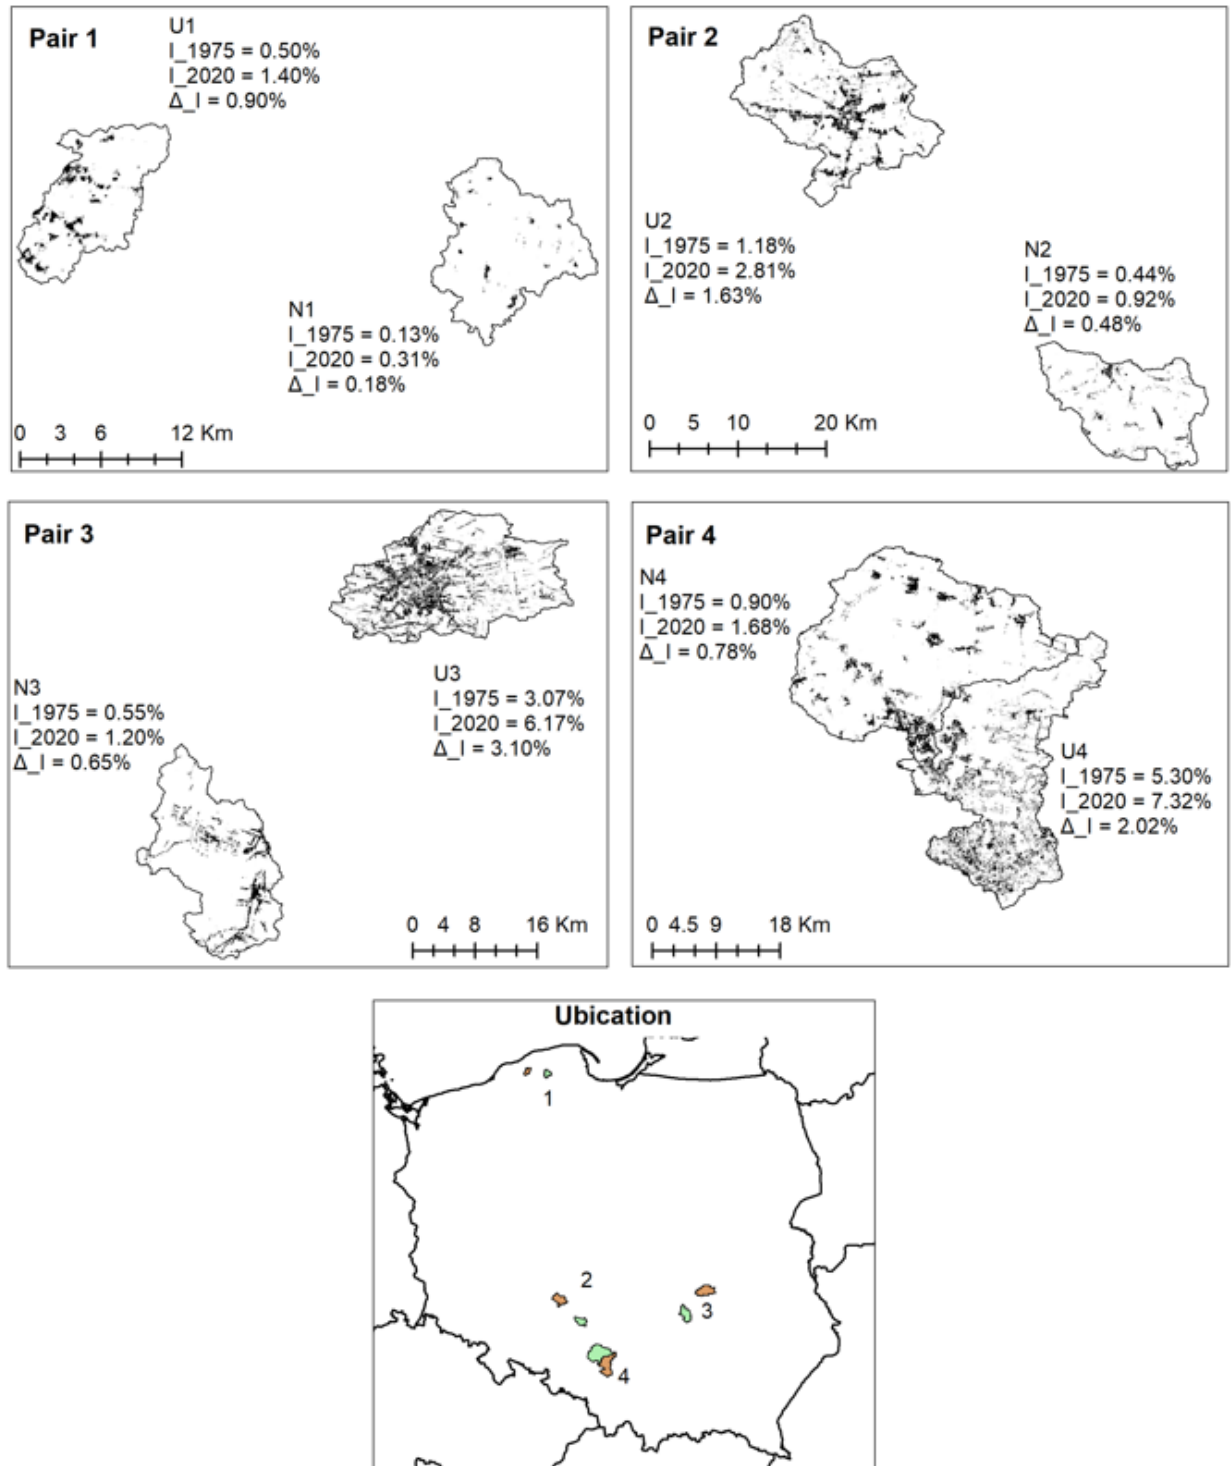 Pair 1
U1
I_1975 = 0.50%
I_2020 = 1.40%
Δ_I = 0.90%
N1
I_1975 = 0.13%
I_2020 = 0.31%
Δ_I = 0.18%
0 3 6 12 Km
Pair 2
U2
I_1975 = 1.18%
I_2020 = 2.81%
Δ_I = 1.63%
N2
I_1975 = 0.44%
I_2020 = 0.92%
Δ_I = 0.48%
0 5 10 20 Km
Pair 3
N3
I_1975 = 0.55%
I_2020 = 1.20%
Δ_I = 0.65%
U3
I_1975 = 3.07%
I_2020 = 6.17%
Δ_I = 3.10%
0 4 8 16 Km
Pair 4
N4
I_1975 = 0.90%
I_2020 = 1.68%
Δ_I = 0.78%
U4
I_1975 = 5.30%
I_2020 = 7.32%
Δ_I = 2.02%
0 4.5 9 18 Km
Ubication
1
2
3
4